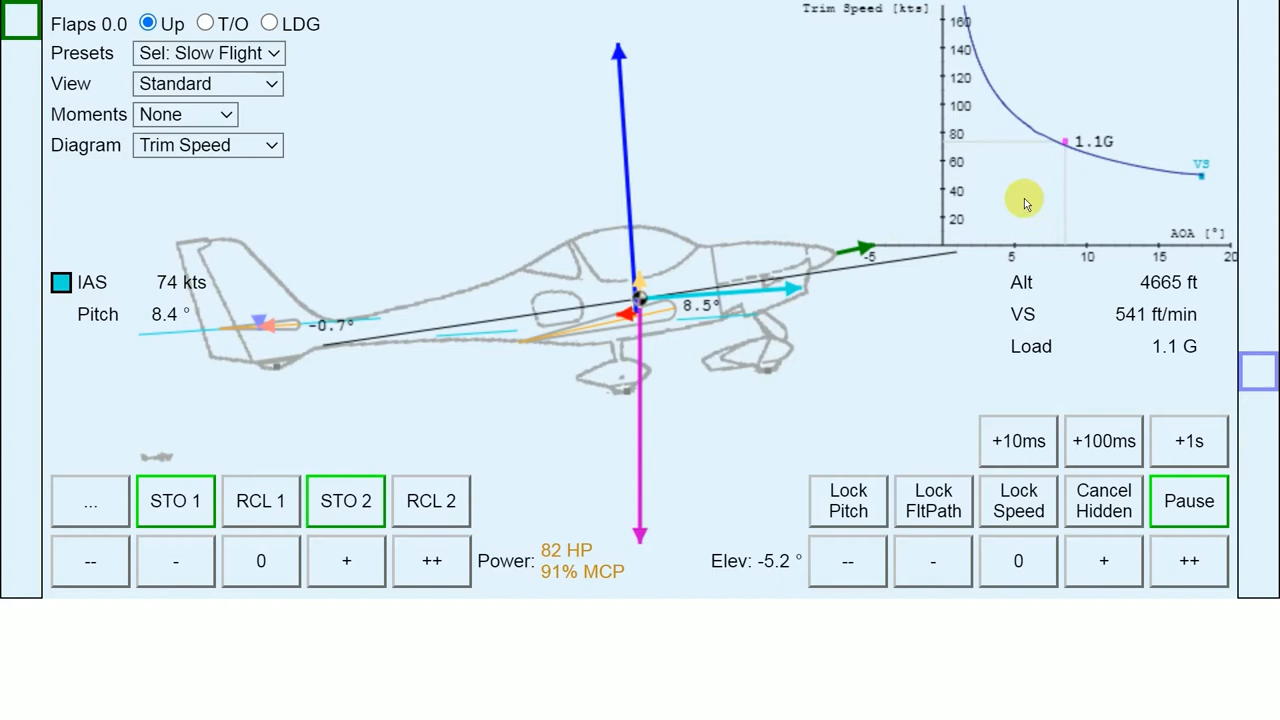 Flaps 0.0 Up T/O LDG
Presets Sel: Slow Flight
View Standard
Moments None
Diagram Trim Speed
Trim Speed [kts]
160
140
120
100
80
60
40
20
1.1G
VS
AOA [°]
-5 5 10 15 20
IAS 74 kts
Pitch 8.4 °
-0.7°
8.5°
Alt 4665 ft
VS 541 ft/min
Load 1.1 G
+10ms +100ms +1s
... STO 1 RCL 1 STO 2 RCL 2
Lock Pitch
Lock FltPath
Lock Speed
Cancel Hidden
Pause
-- - 0 + ++
Power: 82 HP
91% MCP
Elev: -5.2 °
-- - 0 + ++